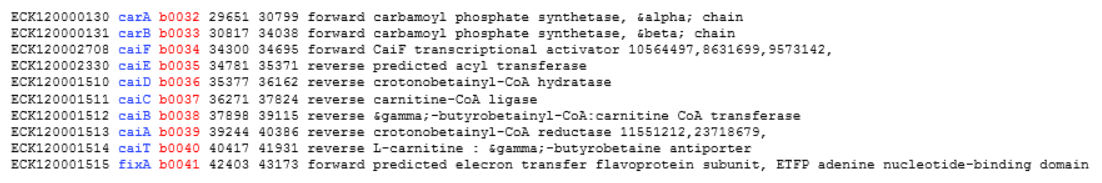 ECK120000130 carA b0032 29651 30799 forward carbamoyl phosphate synthetase, &alpha; chain
ECK120000131 carB b0033 30817 34038 forward carbamoyl phosphate synthetase, &beta; chain
ECK120002708 caiF b0034 34300 34695 forward CaiF transcriptional activator 10564497,8631699,9573142,
ECK120002330 caiE b0035 34781 35371 reverse predicted acyl transferase
ECK120001510 caiD b0036 35377 36162 reverse crotonobetainyl-CoA hydratase
ECK120001511 caiC b0037 36271 37824 reverse carnitine-CoA ligase
ECK120001512 caiB b0038 37898 39115 reverse &gamma;-butyrobetainyl-CoA:carnitine CoA transferase
ECK120001513 caiA b0039 39244 40386 reverse crotonobetainyl-CoA reductase 11551212,23718679,
ECK120001514 caiT b0040 40417 41931 reverse L-carnitine : &gamma;-butyrobetaine antiporter
ECK120001515 fixA b0041 42403 43173 forward predicted elecron transfer flavoprotein subunit, ETFP adenine nucleotide-binding domain